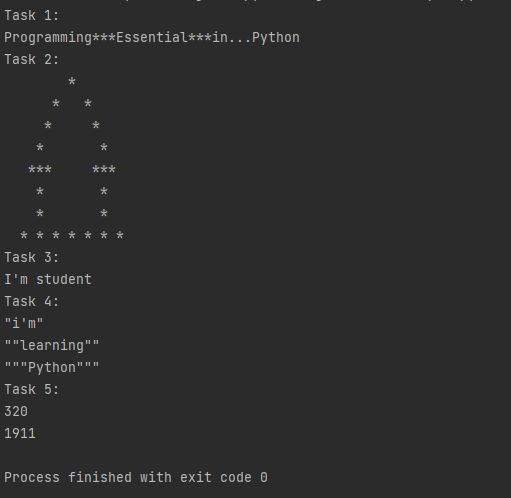 Task 1:
Programming***Essential***in...Python
Task 2:
        *
      *   *
     *     *
    *       *
   ***     ***
    *       *
    *       *
  * * * * * * *
Task 3:
I'm student
Task 4:
"i'm"
""learning""
"""Python"""
Task 5:
320
1911
Process finished with exit code 0